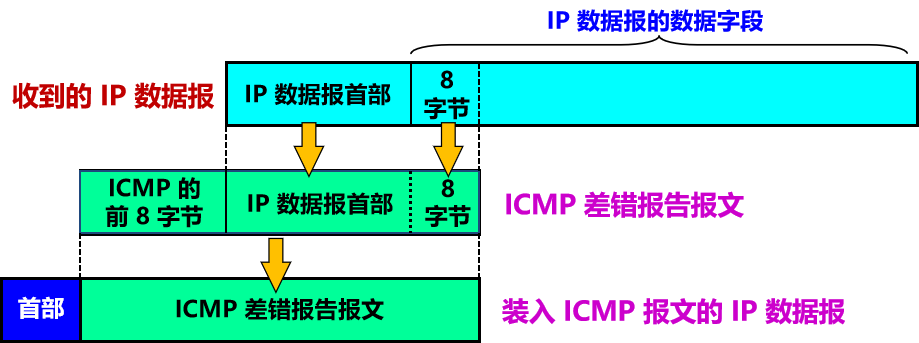 IP 数据报的数据字段
收到的 IP 数据报
IP 数据报首部
8
字节
ICMP 的
前 8 字节
IP 数据报首部
8
字节
ICMP 差错报告报文
首部
ICMP 差错报告报文
装入 ICMP 报文的 IP 数据报